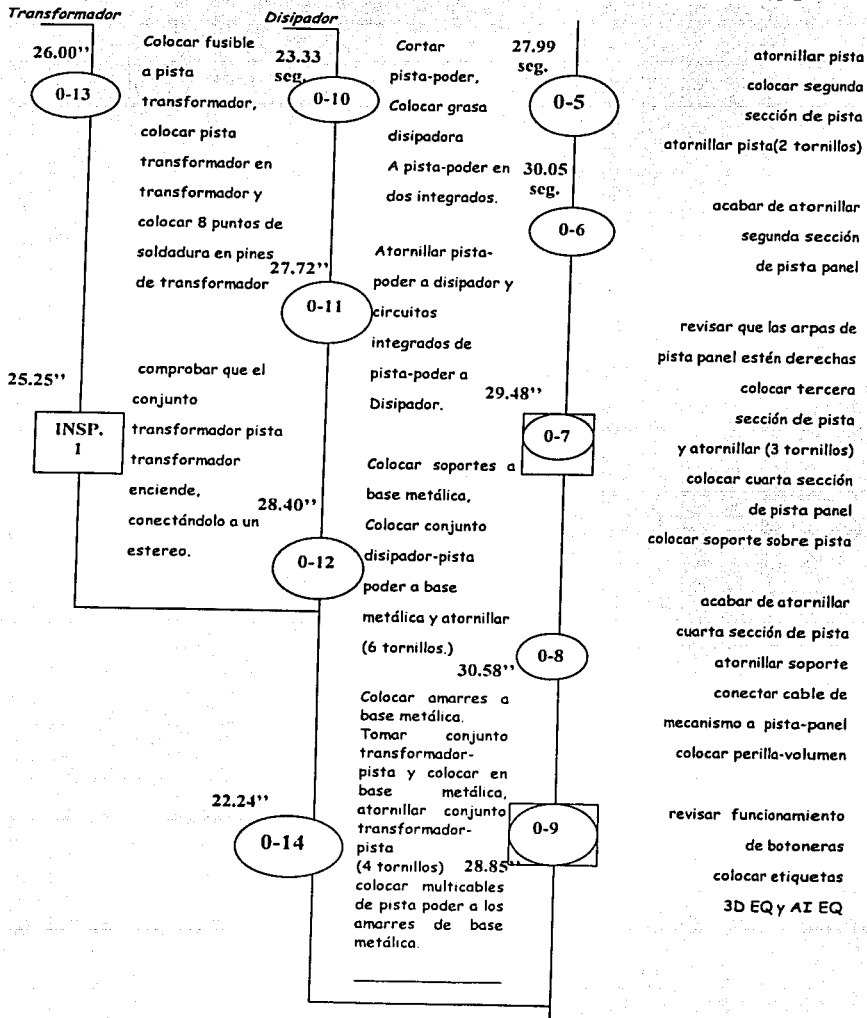 Transformador
26.00’’
0-13
Colocar fusible
a pista
transformador,
colocar pista
transformador en
transformador y
colocar 8 puntos de
soldadura en pines
de transformador
25.25’’
INSP.
1
comprobar que el
conjunto
transformador pista
transformador
enciende,
conectándolo a un
estereo.
Disipador
23.33
seg.
0-10
Cortar
pista-poder,
Colocar grasa
disipadora
A pista-poder en
dos integrados.
27.72’’
0-11
Atornillar pista-
poder a disipador y
circuitos
integrados de
pista-poder a
Disipador.
28.40’’
0-12
Colocar soportes a
base metálica,
Colocar conjunto
disipador-pista
poder a base
metálica y atornillar
(6 tornillos.)
22.24’’
0-14
Colocar amarres a
base metálica.
Tomar conjunto
transformador-
pista y colocar en
base metálica,
atornillar conjunto
transformador-
pista
(4 tornillos)
colocar multicables
de pista poder a los
amarres de base
metálica.
27.99
seg.
0-5
atornillar pista
colocar segunda
sección de pista
atornillar pista(2 tornillos)
30.05
seg.
0-6
acabar de atornillar
segunda sección
de pista panel
29.48’’
0-7
revisar que las arpas de
pista panel estén derechas
colocar tercera
sección de pista
y atornillar (3 tornillos)
colocar cuarta sección
de pista panel
colocar soporte sobre pista
30.58’’
0-8
acabar de atornillar
cuarta sección de pista
atornillar soporte
conectar cable de
mecanismo a pista-panel
colocar perilla-volumen
28.85’’
0-9
revisar funcionamiento
de botoneras
colocar etiquetas
3D EQ y AI EQ